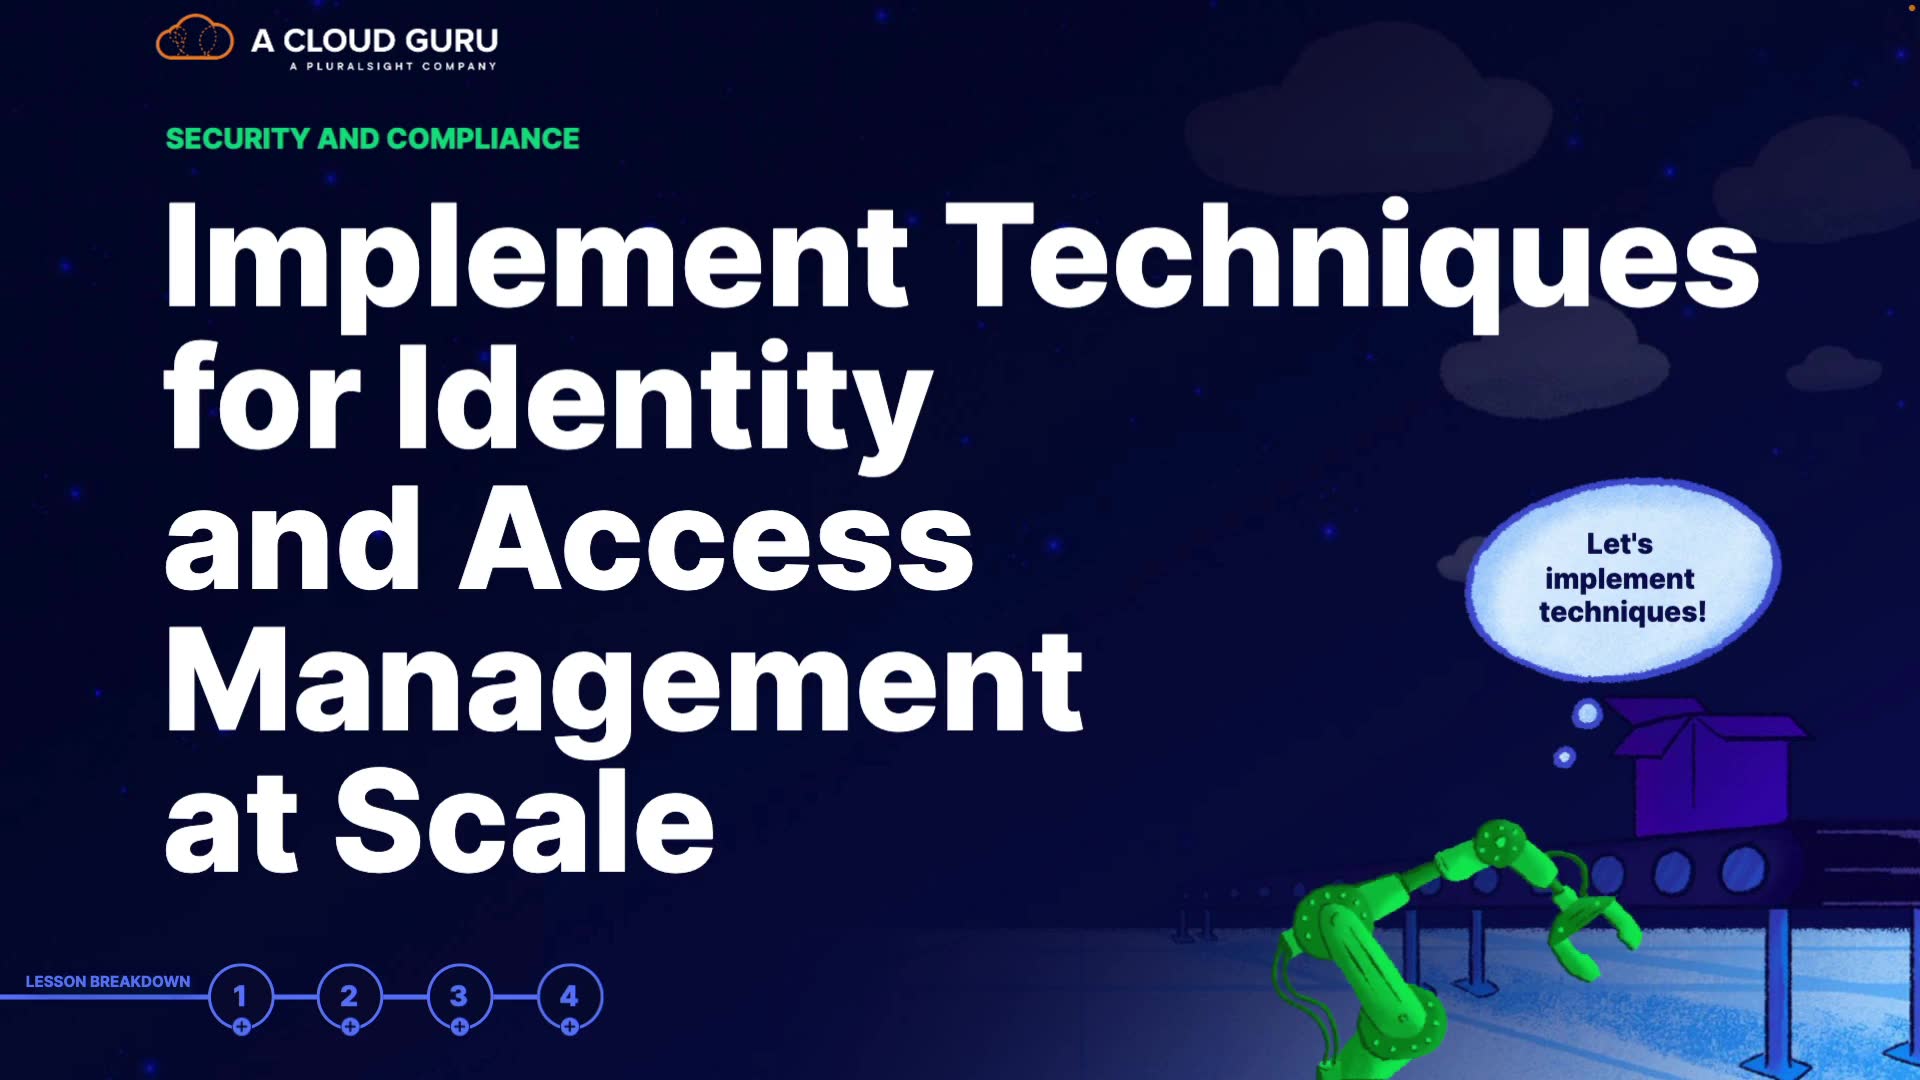 A CLOUD GURU
A PLURALSIGHT COMPANY
SECURITY AND COMPLIANCE
Implement Techniques
for Identity
and Access
Management
at Scale
Let's
implement
techniques!
LESSON BREAKDOWN
1 2 3 4